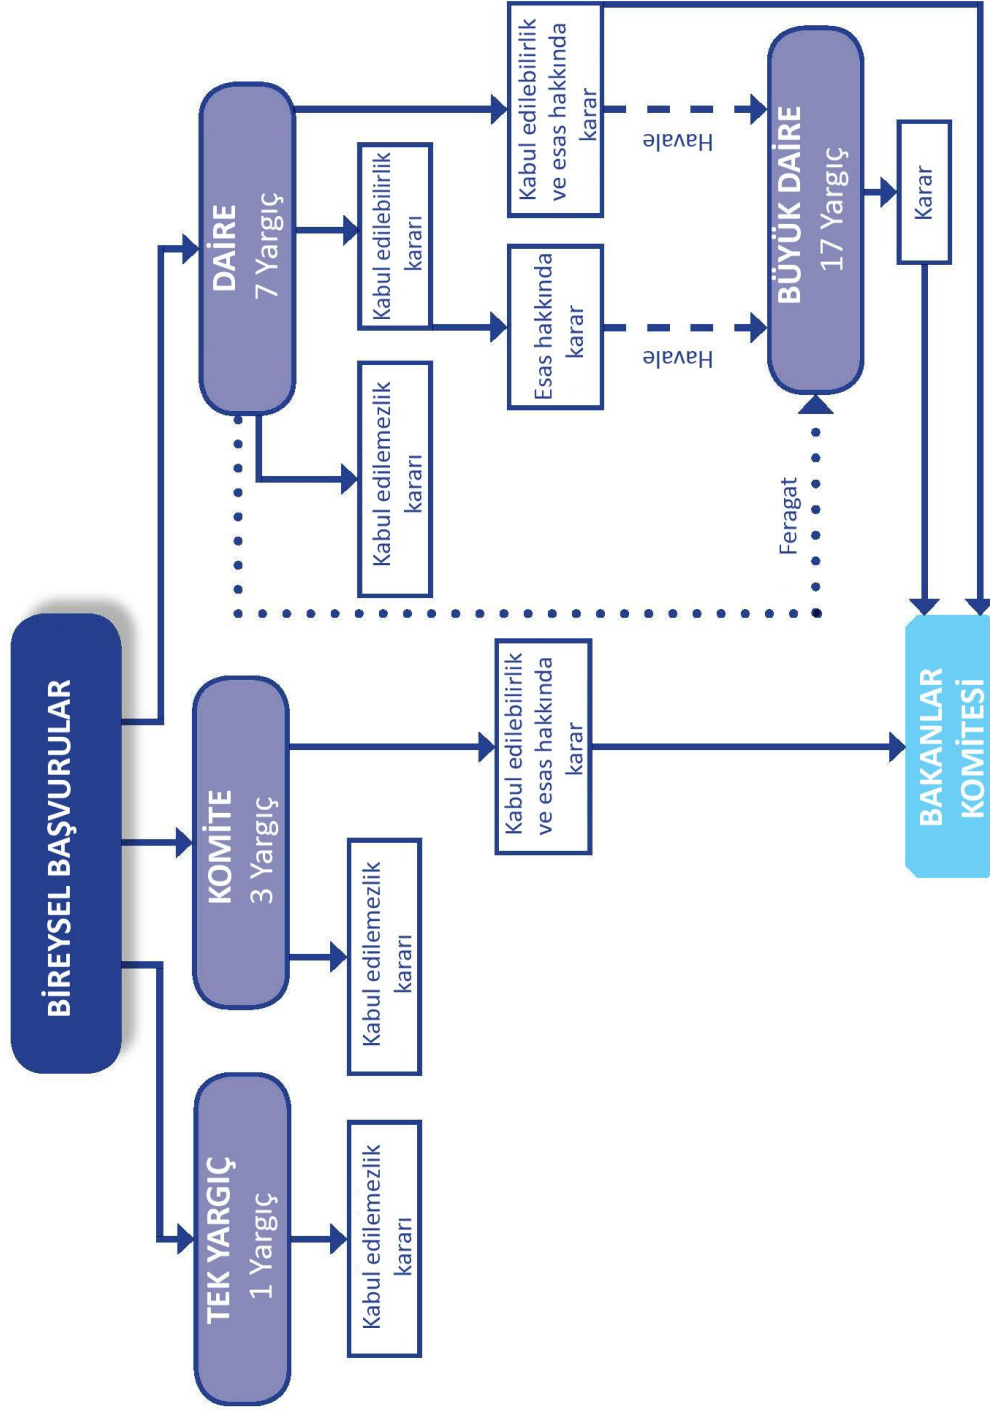 BİREYSEL BAŞVURULAR
TEK YARGIÇ
1 Yargıç
KOMİTE
3 Yargıç
DAİRE
7 Yargıç
Kabul edilemezlik
kararı
Kabul edilemezlik
kararı
Kabul edilemezlik
kararı
Kabul edilebilirlik
kararı
Kabul edilebilirlik
ve esas hakkında
karar
Esas hakkında
karar
Kabul edilebilirlik
ve esas hakkında
karar
Havale
Havale
Feragat
BÜYÜK DAİRE
17 Yargıç
Karar
BAKANLAR
KOMİTESİ